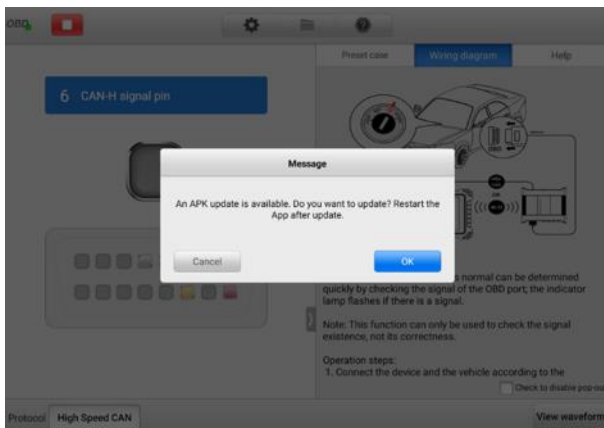 OBD
Preset case
Wiring diagram
Help
6 CAN-H signal pin
OBD
Message
An APK update is available. Do you want to update? Restart the
App after update.
Cancel
OK
s normal can be determined
quickly by checking the signal of the OBD port; the indicator
lamp flashes if there is a signal.
Note: This function can only be used to check the signal
existence, not its correctness.
Operation steps:
1. Connect the device and the vehicle according to the
Check to disable pop-ou
Protocol
High Speed CAN
View waveform